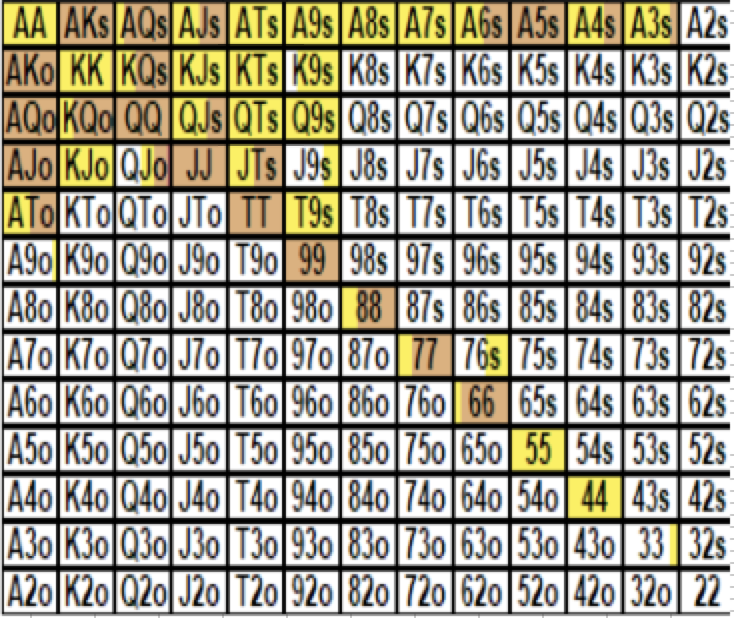 AA AKs AQs AJs ATs A9s A8s A7s A6s A5s A4s A3s A2s
AKo KK KQs KJs KTs K9s K8s K7s K6s K5s K4s K3s K2s
AQo KQo QQ QJs QTs Q9s Q8s Q7s Q6s Q5s Q4s Q3s Q2s
AJo KJo QJo JJ JTs J9s J8s J7s J6s J5s J4s J3s J2s
ATo KTo QTo JTo TT T9s T8s T7s T6s T5s T4s T3s T2s
A9o K9o Q9o J9o T9o 99 98s 97s 96s 95s 94s 93s 92s
A8o K8o Q8o J8o T8o 98o 88 87s 86s 85s 84s 83s 82s
A7o K7o Q7o J7o T7o 97o 87o 77 76s 75s 74s 73s 72s
A6o K6o Q6o J6o T6o 96o 86o 76o 66 65s 64s 63s 62s
A5o K5o Q5o J5o T5o 95o 85o 75o 65o 55 54s 53s 52s
A4o K4o Q4o J4o T4o 94o 84o 74o 64o 54o 44 43s 42s
A3o K3o Q3o J3o T3o 93o 83o 73o 63o 53o 43o 33 32s
A2o K2o Q2o J2o T2o 92o 82o 72o 62o 52o 42o 32o 22